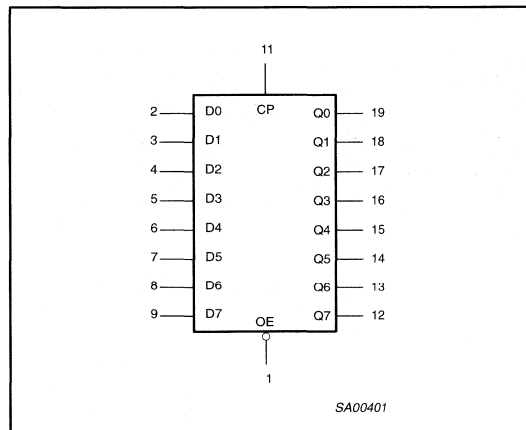 11
CP
2 D0 Q0 19
3 D1 Q1 18
4 D2 Q2 17
5 D3 Q3 16
6 D4 Q4 15
7 D5 Q5 14
8 D6 Q6 13
9 D7 Q7 12
OE
1
SA00401